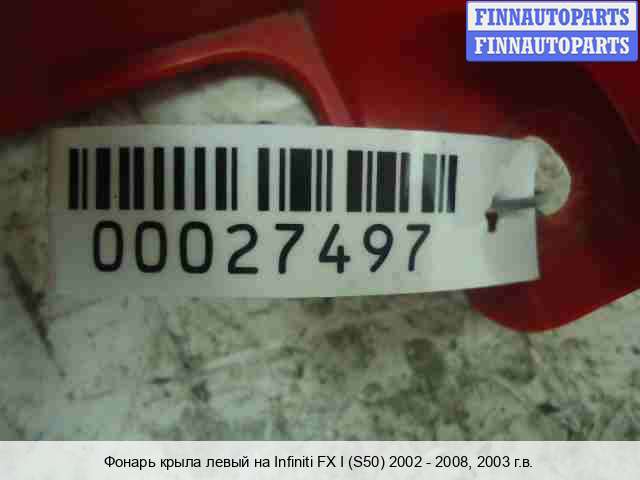 FINNAUTOPARTS
FINNAUTOPARTS
00027497
Фонарь крыла левый на Infiniti FX I (S50) 2002 - 2008, 2003 г.в.